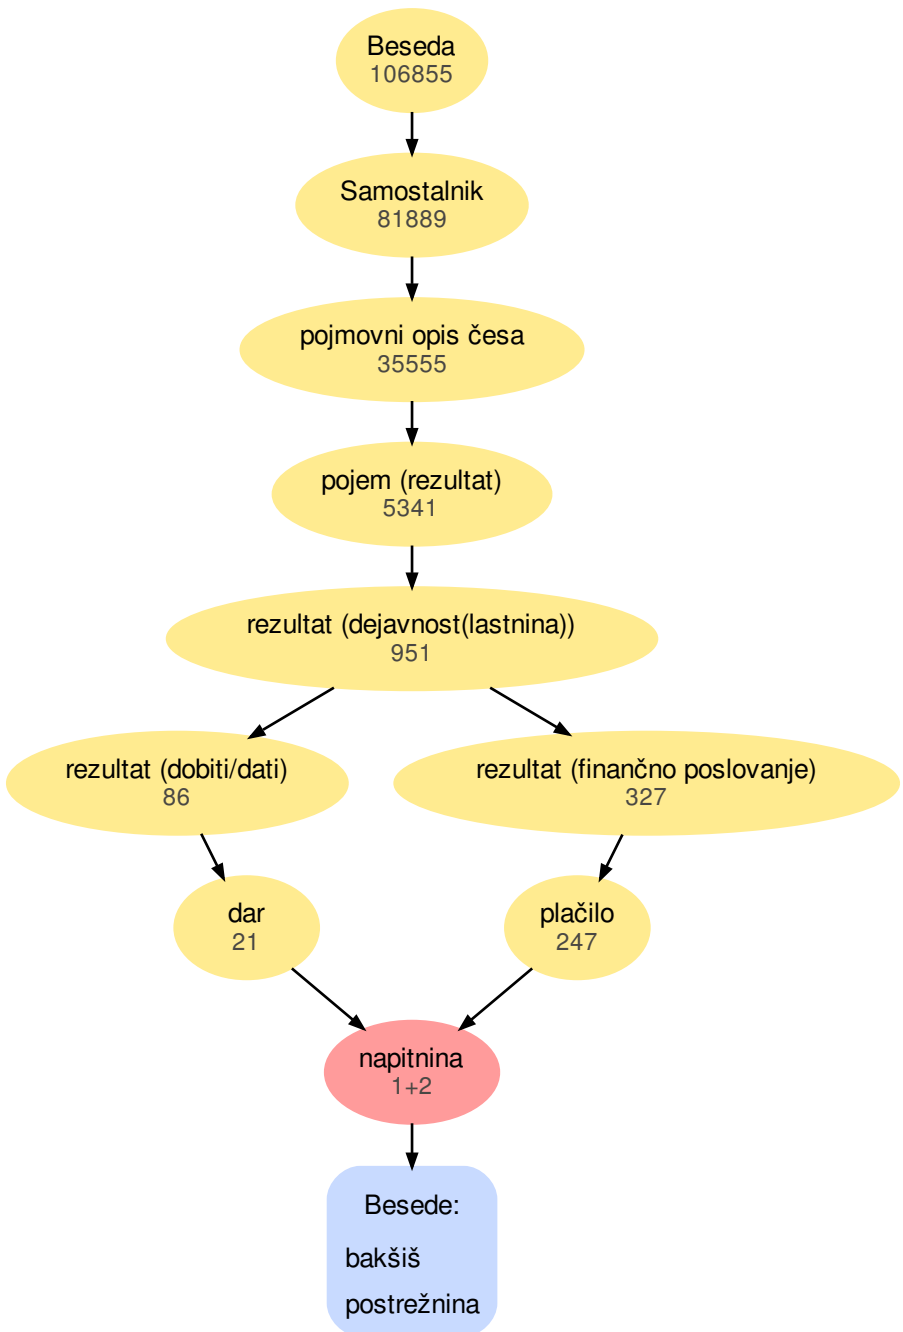 Beseda
106855
Samostalnik
81889
pojmovni opis česa
35555
pojem (rezultat)
5341
rezultat (dejavnost(lastnina))
951
rezultat (dobiti/dati)
86
rezultat (finančno poslovanje)
327
dar
21
plačilo
247
napitnina
1+2
Besede:
bakšiš
postrežnina